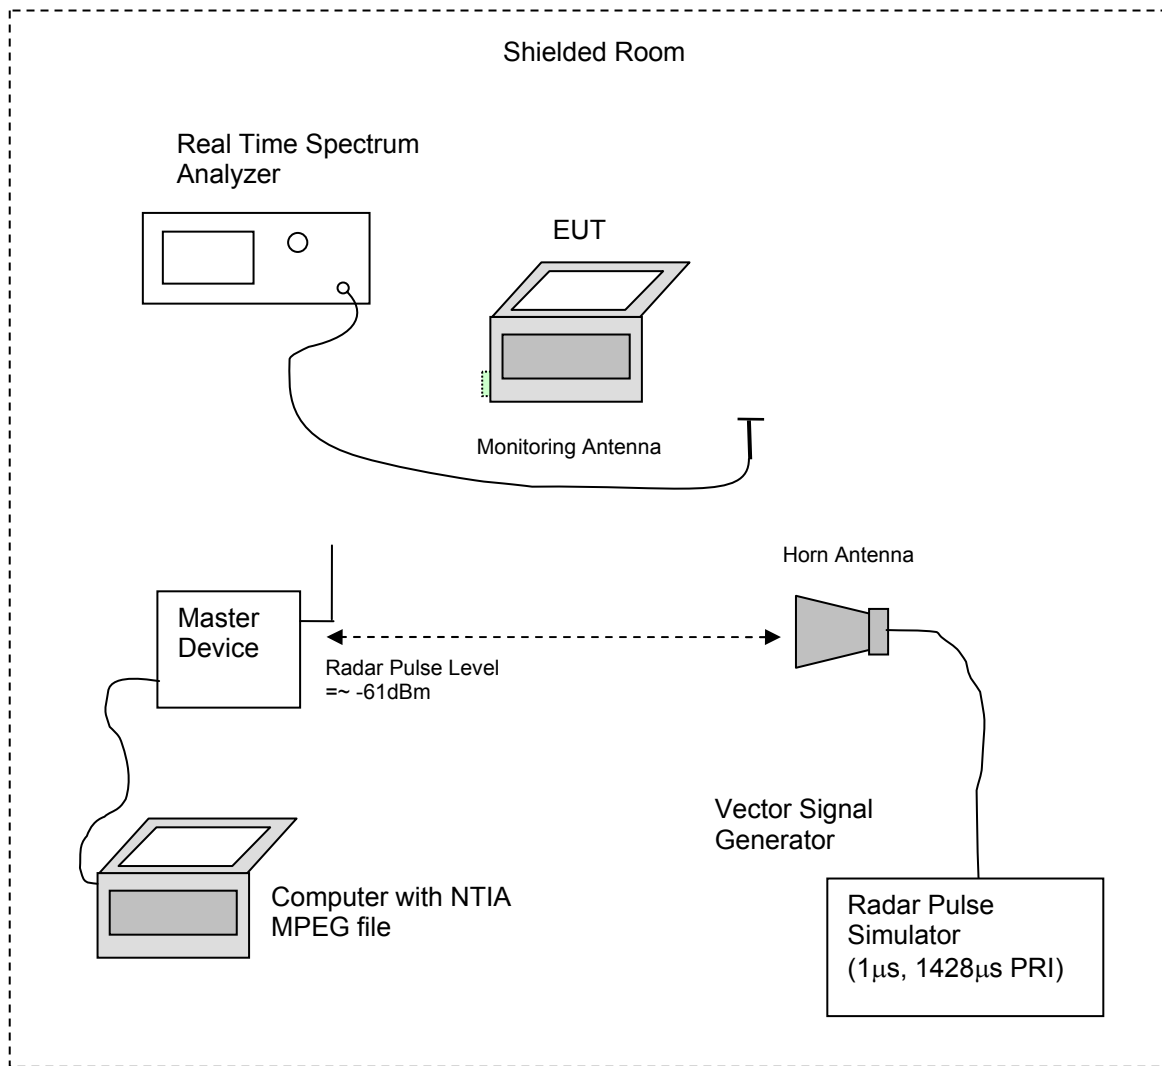 Shielded Room
Real Time Spectrum
Analyzer
EUT
Monitoring Antenna
Horn Antenna
Master
Device
Radar Pulse Level
=~ -61dBm
Vector Signal
Generator
Computer with NTIA
MPEG file
Radar Pulse
Simulator
(1μs, 1428μs PRI)